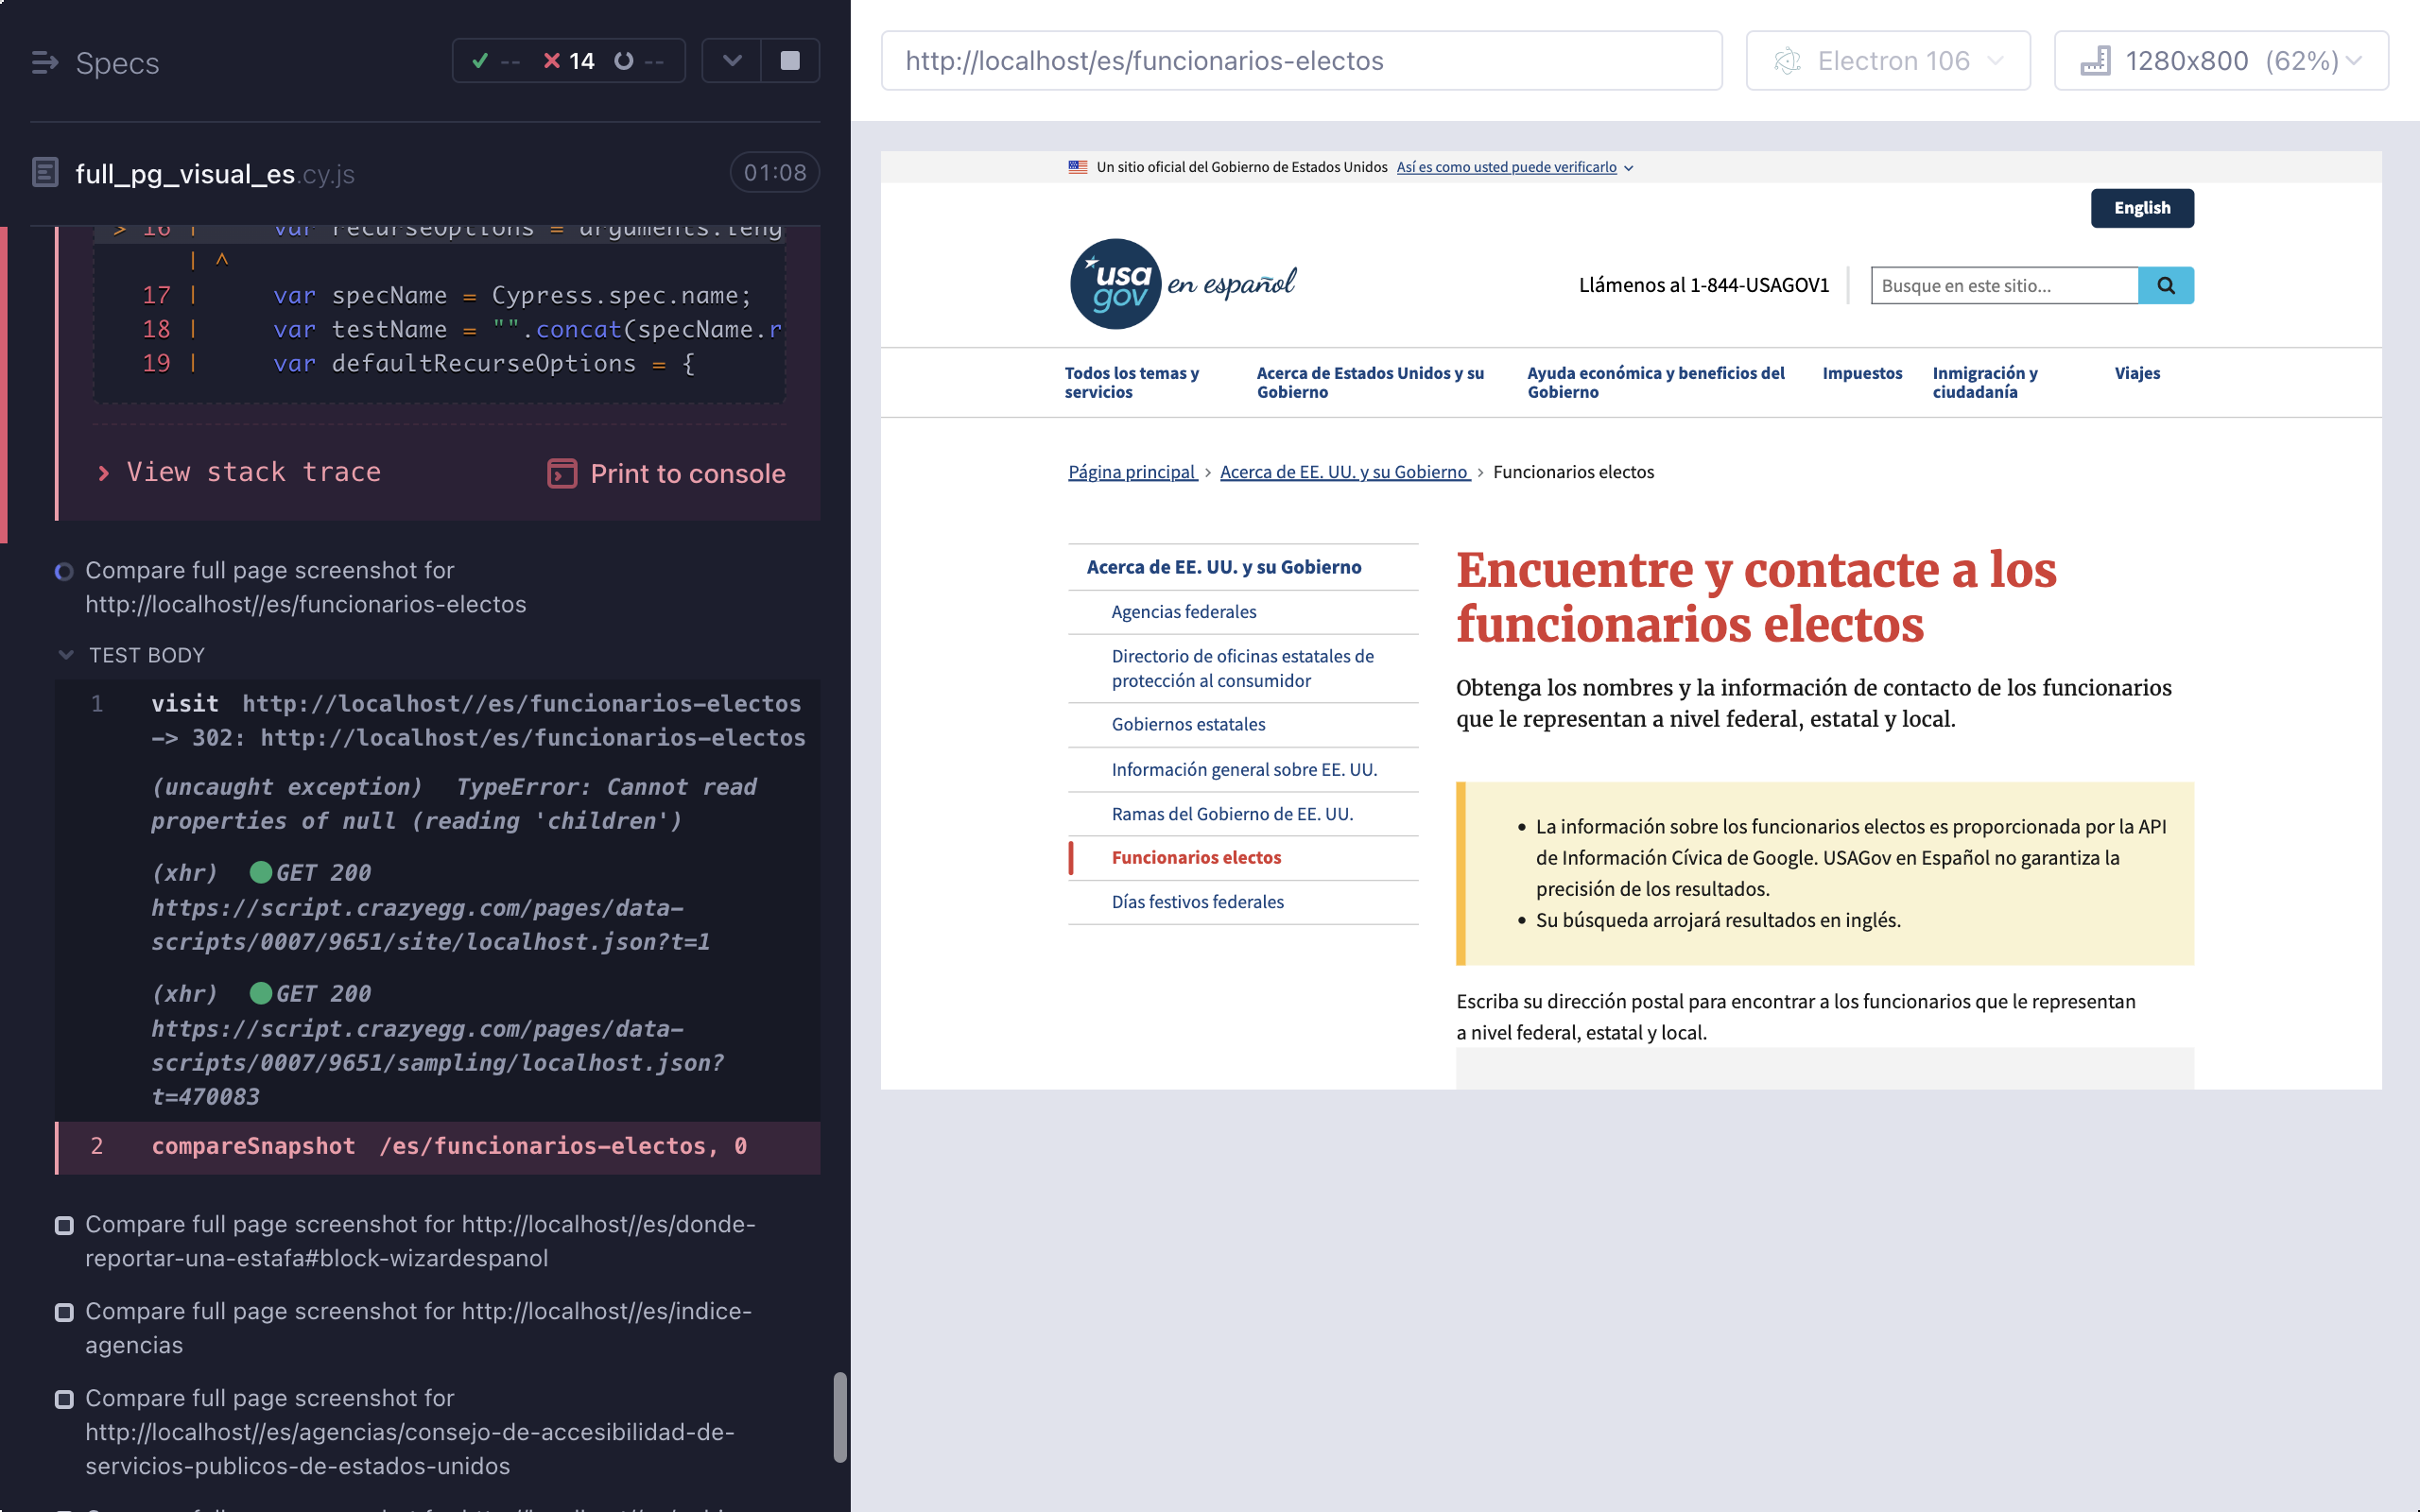 Specs
-- 14 --
full_pg_visual_es.cy.js
01:08
> 16 | var recurseOptions = arguments.leng
| ^
17 | var specName = Cypress.spec.name;
18 | var testName = "".concat(specName.r
19 | var defaultRecurseOptions = {
View stack trace
Print to console
Compare full page screenshot for
http://localhost//es/funcionarios-electos
TEST BODY
1 visit http://localhost//es/funcionarios-electos
-> 302: http://localhost/es/funcionarios-electos
(uncaught exception) TypeError: Cannot read
properties of null (reading 'children')
(xhr) GET 200
https://script.crazyegg.com/pages/data-
scripts/0007/9651/site/localhost.json?t=1
(xhr) GET 200
https://script.crazyegg.com/pages/data-
scripts/0007/9651/sampling/localhost.json?
t=470083
2 compareSnapshot /es/funcionarios-electos, 0
Compare full page screenshot for http://localhost//es/donde-
reportar-una-estafa#block-wizardespanol
Compare full page screenshot for http://localhost//es/indice-
agencias
Compare full page screenshot for
http://localhost//es/agencias/consejo-de-accesibilidad-de-
servicios-publicos-de-estados-unidos
http://localhost/es/funcionarios-electos
Electron 106
1280x800 (62%)
Un sitio oficial del Gobierno de Estados Unidos Así es como usted puede verificarlo
English
usa
gov
en español
Llámenos al 1-844-USAGOV1
Busque en este sitio...
Todos los temas y
servicios
Acerca de Estados Unidos y su
Gobierno
Ayuda económica y beneficios del
Gobierno
Impuestos
Inmigración y
ciudadanía
Viajes
Página principal > Acerca de EE. UU. y su Gobierno > Funcionarios electos
Acerca de EE. UU. y su Gobierno
Agencias federales
Directorio de oficinas estatales de
protección al consumidor
Gobiernos estatales
Información general sobre EE. UU.
Ramas del Gobierno de EE. UU.
Funcionarios electos
Días festivos federales
Encuentre y contacte a los
funcionarios electos
Obtenga los nombres y la información de contacto de los funcionarios
que le representan a nivel federal, estatal y local.
• La información sobre los funcionarios electos es proporcionada por la API
de Información Cívica de Google. USAGov en Español no garantiza la
precisión de los resultados.
• Su búsqueda arrojará resultados en inglés.
Escriba su dirección postal para encontrar a los funcionarios que le representan
a nivel federal, estatal y local.